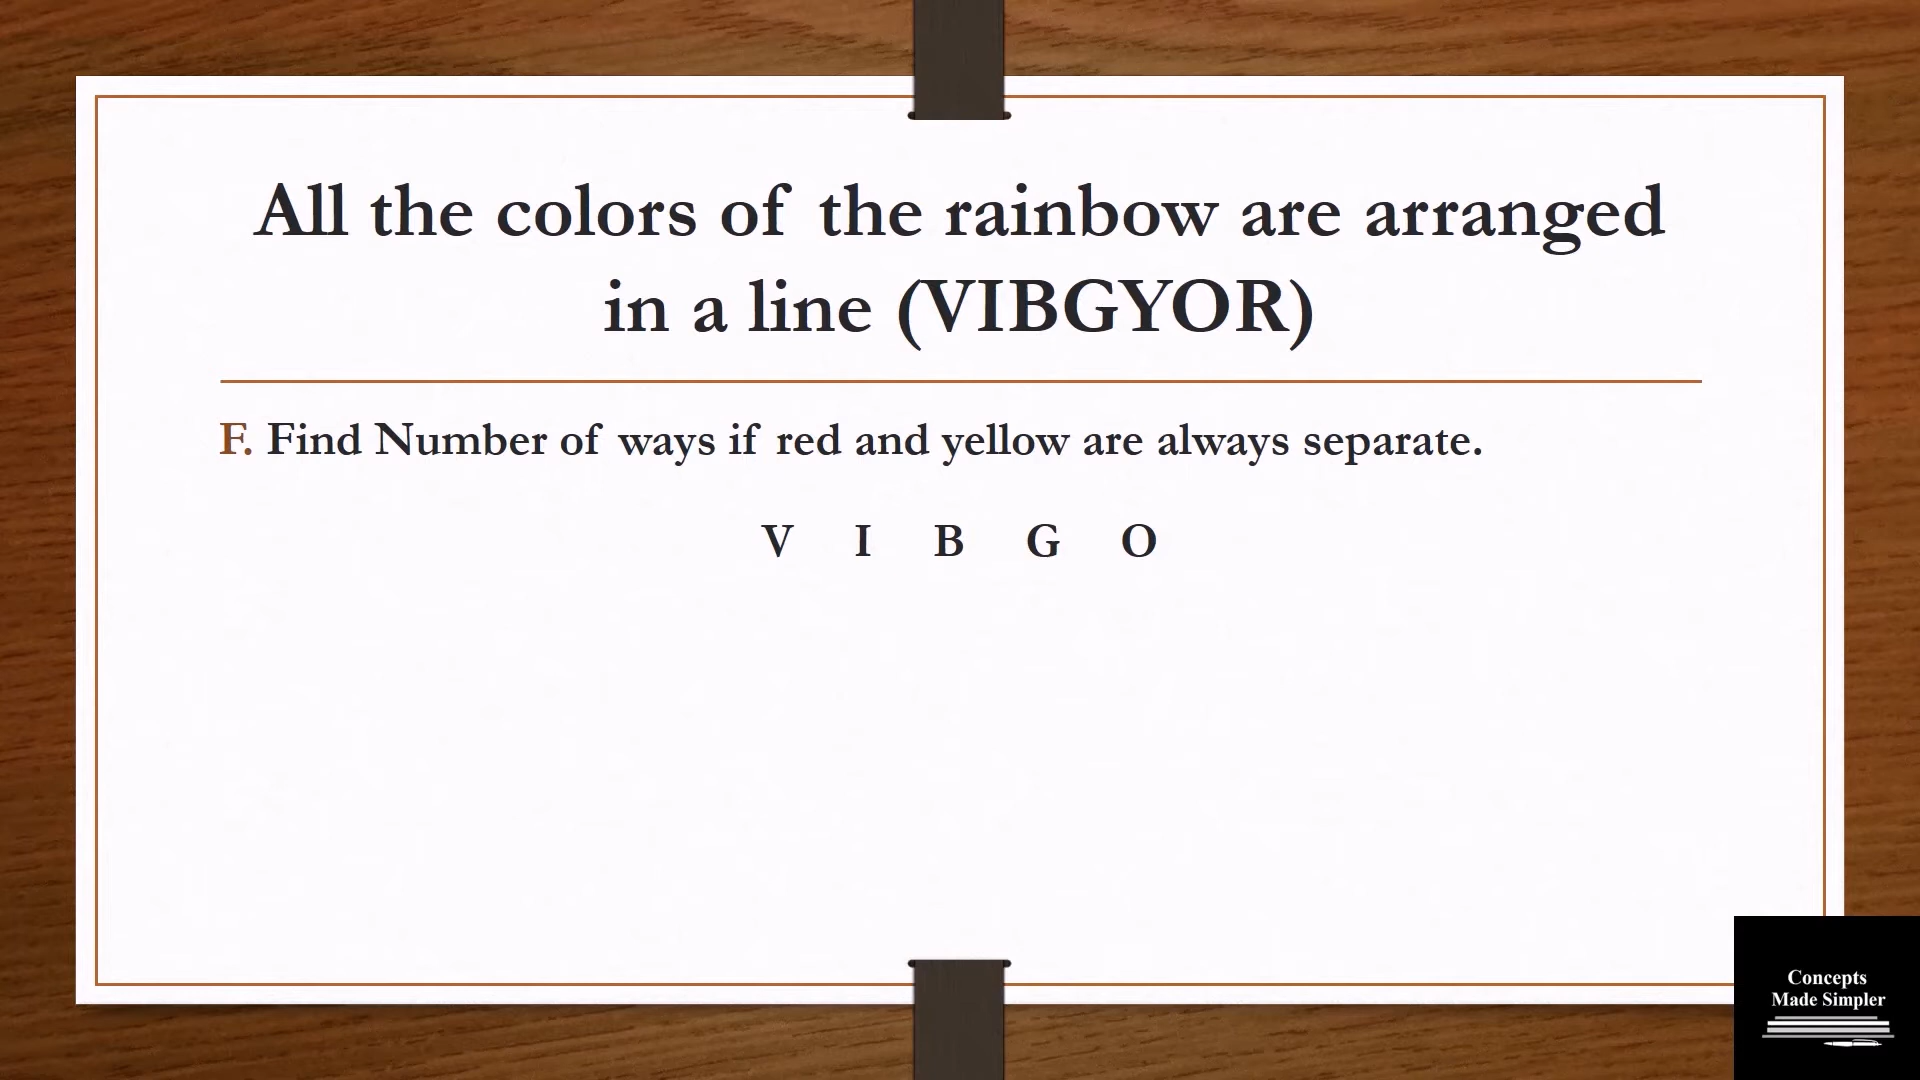 All the colors of the rainbow are arranged
in a line (VIBGYOR)
F. Find Number of ways if red and yellow are always separate.
V I B G O
Concepts
Made Simpler